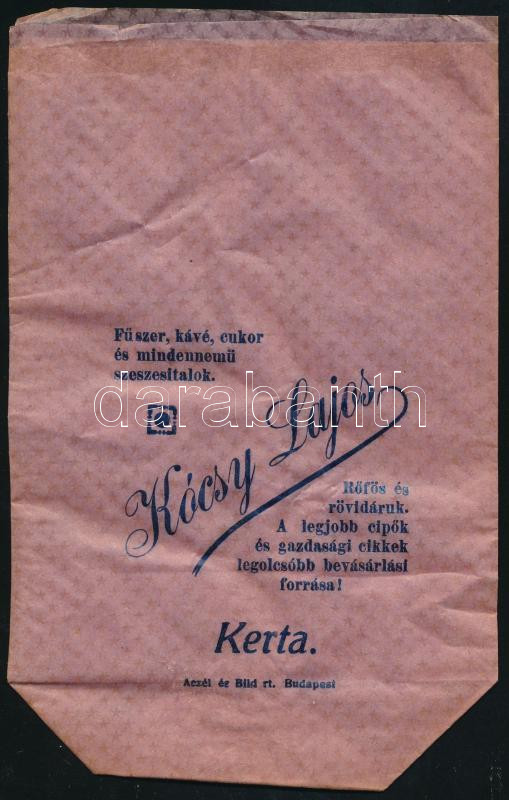 Fűszer, kávé, cukor
és mindennemű
szeszesitalok.
darabanth
Kócsy Lajos
Rőfös és
rövidáruk.
A legjobb cipők
és gazdasági cikkek
legolcsóbb bevásárlási
forrása!
Kerta.
Aczél és Bild rt. Budapest